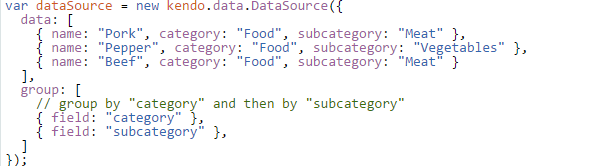 var dataSource = new kendo.data.DataSource({
  data: [
    { name: "Pork", category: "Food", subcategory: "Meat" },
    { name: "Pepper", category: "Food", subcategory: "Vegetables" },
    { name: "Beef", category: "Food", subcategory: "Meat" }
  ],
  group: [
    // group by "category" and then by "subcategory"
    { field: "category" },
    { field: "subcategory" },
  ]
});